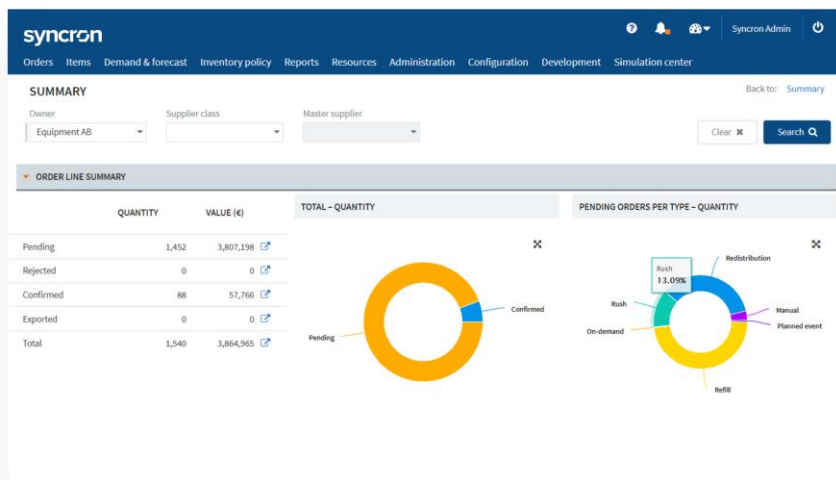 syncron
Syncron Admin
Orders Items Demand & forecast Inventory policy Reports Resources Administration Configuration Development Simulation center
SUMMARY
Back to: Summary
Owner Supplier class Master supplier
Equipment AB
Clear Search
ORDER LINE SUMMARY
QUANTITY VALUE (€)
Pending 1,452 3,807,198
Rejected 0 0
Confirmed 88 57,766
Exported 0 0
Total 1,540 3,864,965
TOTAL – QUANTITY
Confirmed
Pending
PENDING ORDERS PER TYPE – QUANTITY
Redistribution
Rush
13.09%
Rush
Manual
Planned event
On-demand
Refill